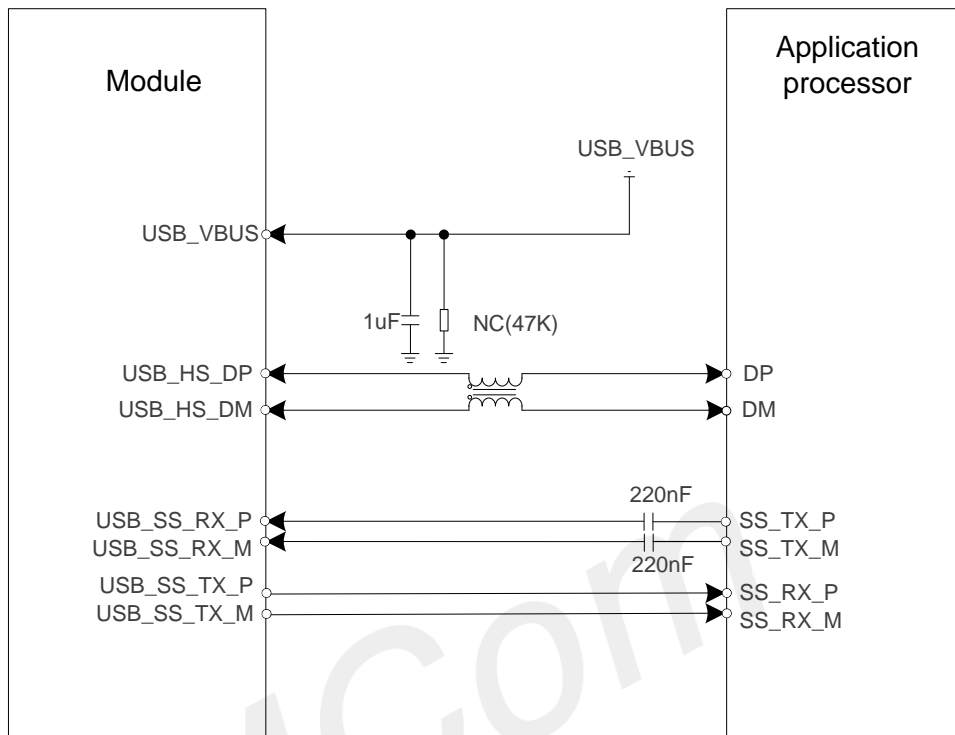 Module
Application
processor
USB_VBUS
USB_VBUS
1uF
NC(47K)
USB_HS_DP
DP
USB_HS_DM
DM
220nF
USB_SS_RX_P
SS_TX_P
USB_SS_RX_M
SS_TX_M
220nF
USB_SS_TX_P
SS_RX_P
USB_SS_TX_M
SS_RX_M
Com